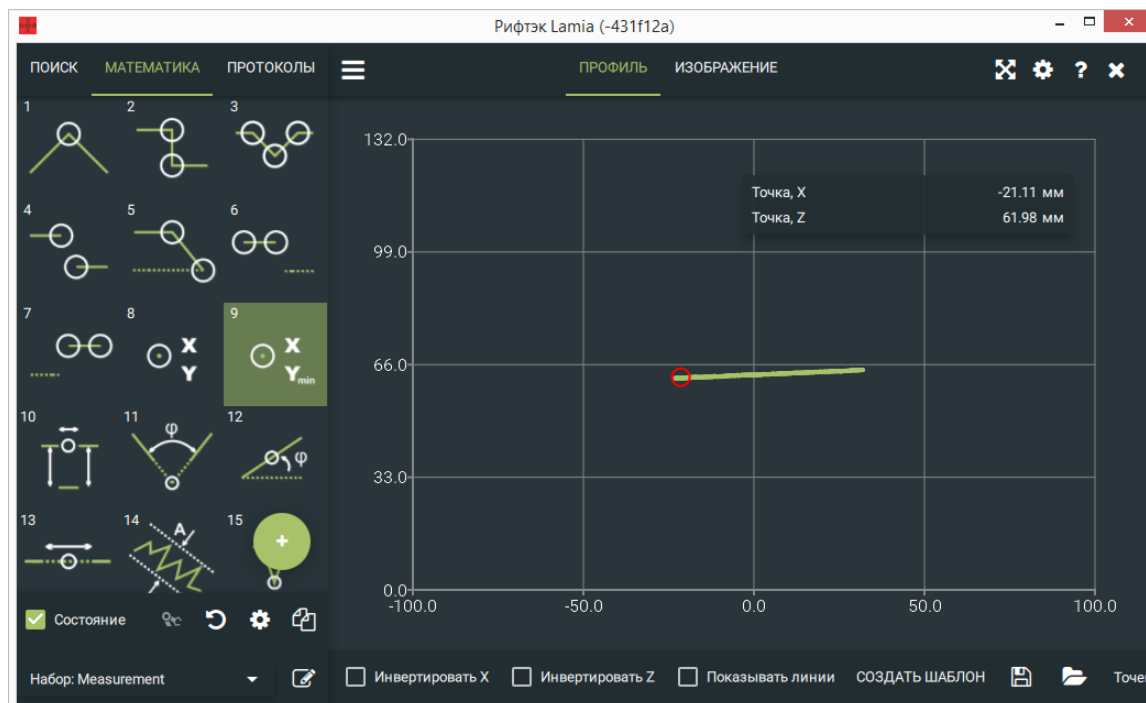 Рифтэк Lamia (-431f12a)
ПОИСК МАТЕМАТИКА ПРОТОКОЛЫ
ПРОФИЛЬ ИЗОБРАЖЕНИЕ
?
1 2 3
4 5 6
7 8 9
X
Y
X
Ymin
10 11 12
φ
φ
13 14 15
A
+
132.0
99.0
66.0
33.0
0.0
-100.0 -50.0 0.0 50.0 100.0
Точка, X -21.11 мм
Точка, Z 61.98 мм
Состояние
Набор: Measurement
Инвертировать X Инвертировать Z Показывать линии СОЗДАТЬ ШАБЛОН Точе